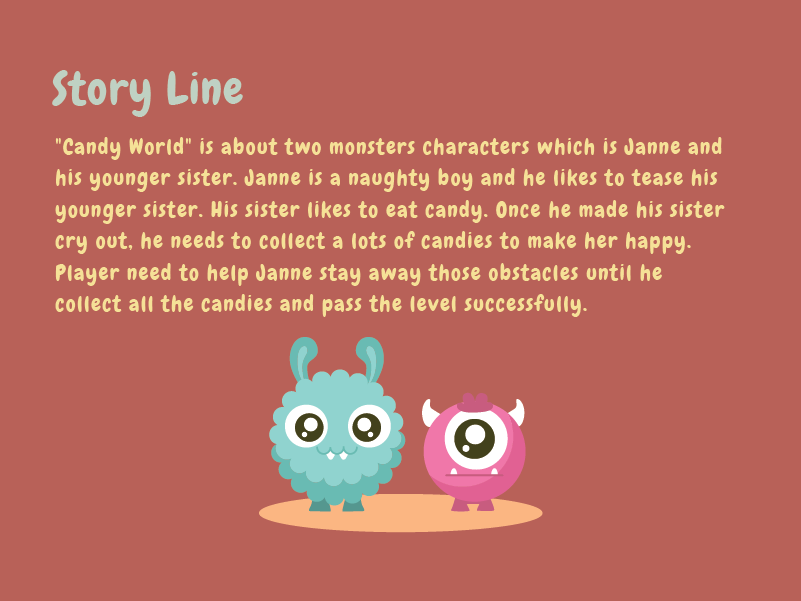 Story Line
"Candy World" is about two monsters characters which is Janne and
his younger sister. Janne is a naughty boy and he likes to tease his
younger sister. His sister likes to eat candy. Once he made his sister
cry out, he needs to collect a lots of candies to make her happy.
Player need to help Janne stay away those obstacles until he
collect all the candies and pass the level successfully.